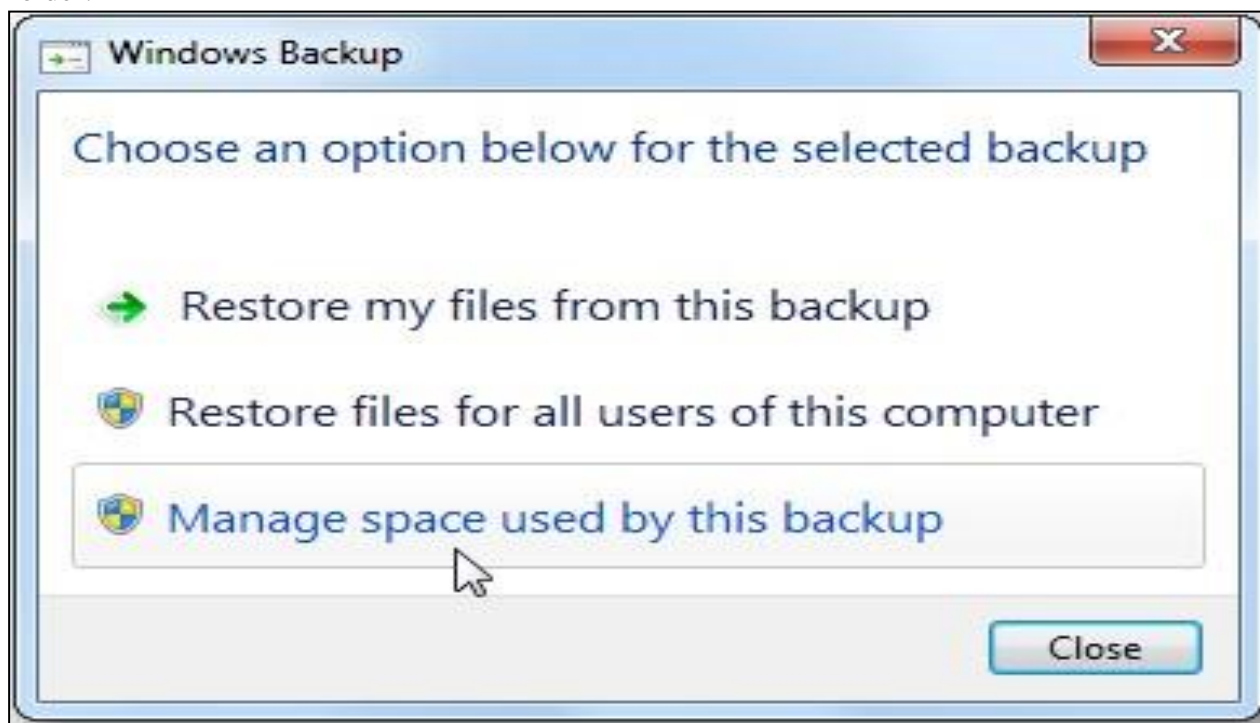 Windows Backup
Choose an option below for the selected backup
Restore my files from this backup
Restore files for all users of this computer
Manage space used by this backup
Close